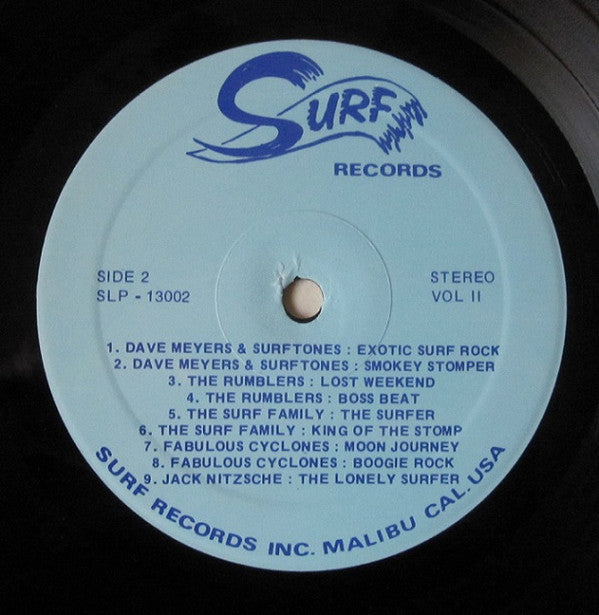 SURF
RECORDS
SIDE 2
SLP - 13002
STEREO
VOL II
1. DAVE MEYERS & SURFTONES : EXOTIC SURF ROCK
2. DAVE MEYERS & SURFTONES : SMOKEY STOMPER
3. THE RUMBLERS : LOST WEEKEND
4. THE RUMBLERS : BOSS BEAT
5. THE SURF FAMILY : THE SURFER
6. THE SURF FAMILY : KING OF THE STOMP
7. FABULOUS CYCLONES : MOON JOURNEY
8. FABULOUS CYCLONES : BOOGIE ROCK
9. JACK NITZSCHE : THE LONELY SURFER
SURF RECORDS INC. MALIBU CAL. USA